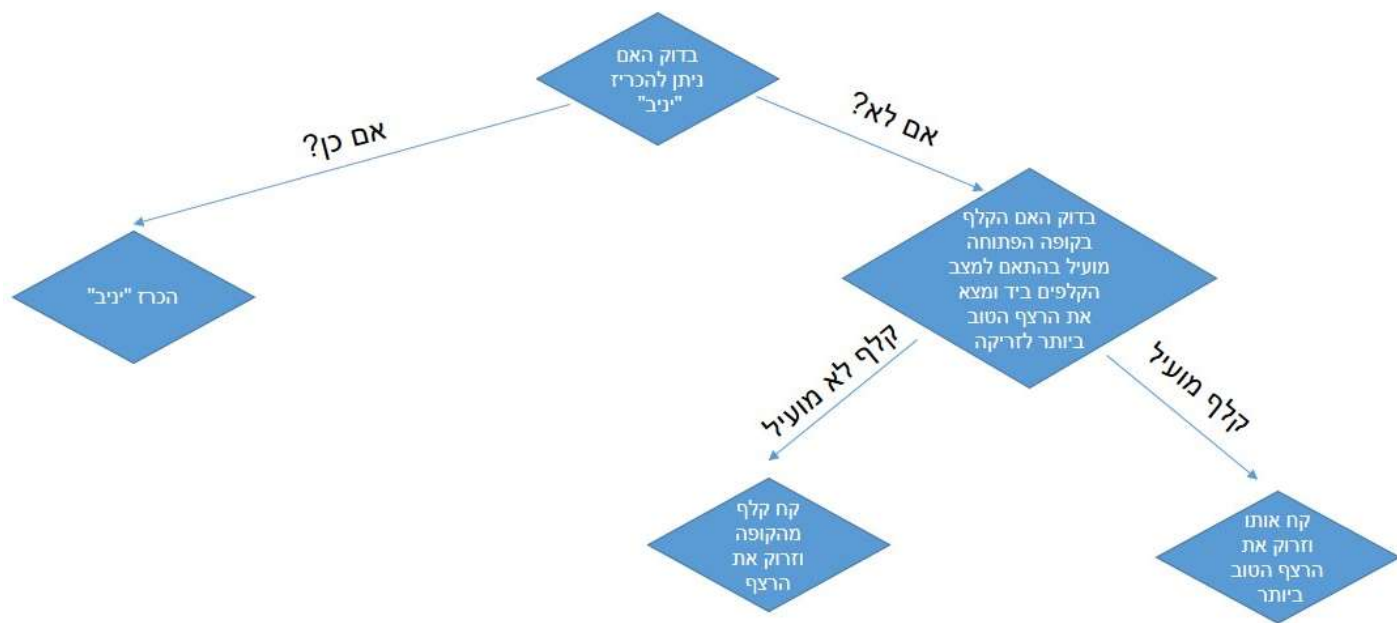 בדוק האם
ניתן להכריז
"יניב"
אם כן?
אם לא?
הכרז "יניב"
בדוק האם הקלף
בקופה הפתוחה
מועיל בהתאם למצב
הקלפים ביד ומצא
את הרצף הטוב
ביותר לזריקה
קלף לא מועיל
קלף מועיל
קח קלף
מהקופה
וזרוק את
הרצף
קח אותו
וזרוק את
הרצף הטוב
ביותר